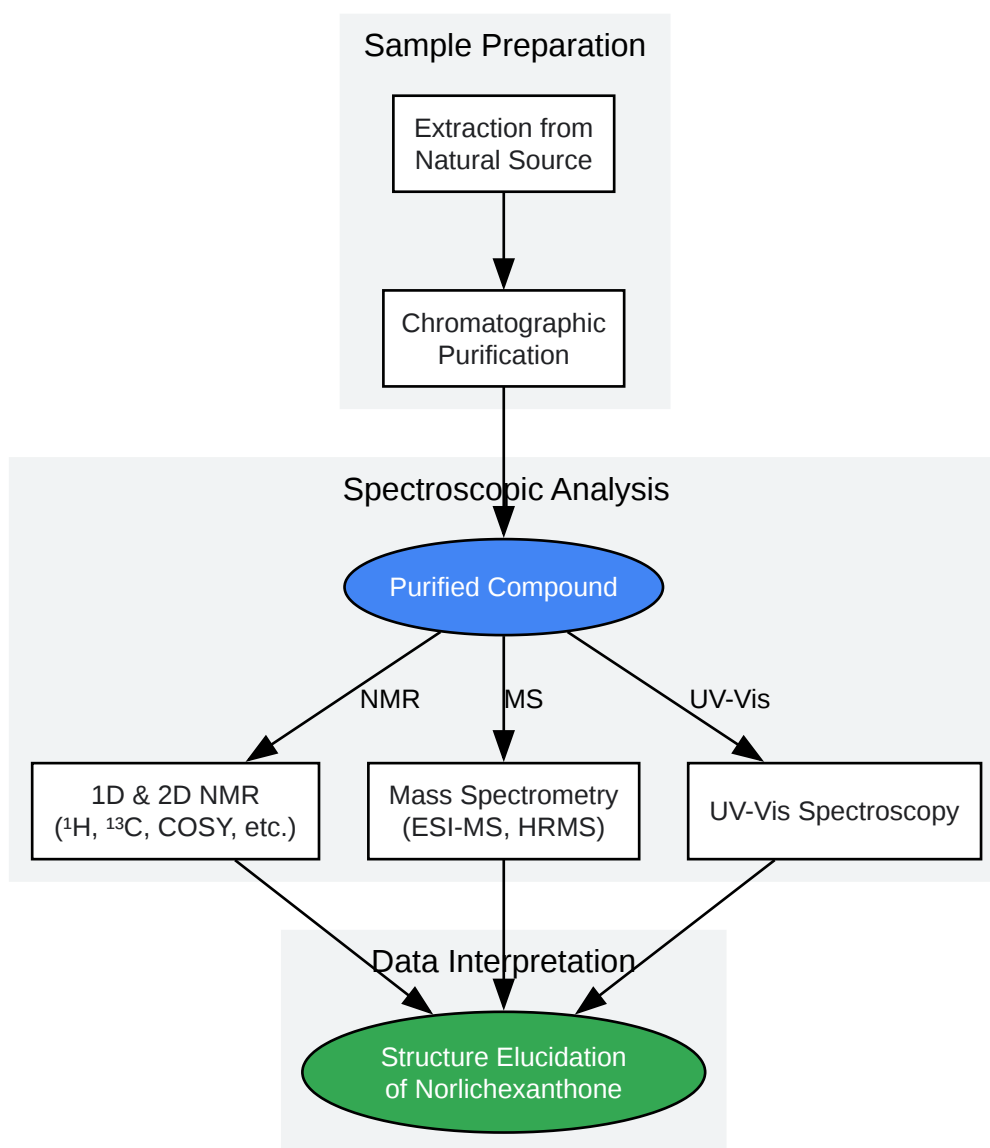 Sample Preparation
Extraction from
Natural Source
Chromatographic
Purification
Spectroscopic Analysis
Purified Compound
NMR
MS
UV-Vis
1D & 2D NMR
(¹H, ¹³C, COSY, etc.)
Mass Spectrometry
(ESI-MS, HRMS)
UV-Vis Spectroscopy
Data Interpretation
Structure Elucidation
of Norlichexanthone